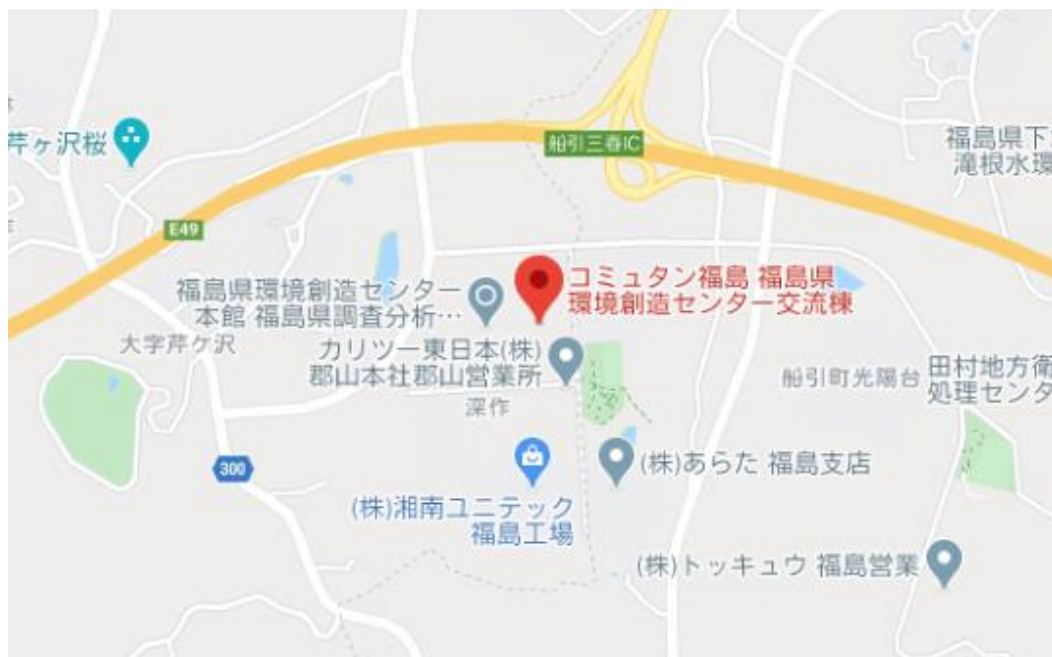 船引三春IC
芹ヶ沢桜
福島県下
滝根水環
E49
コミュタン福島 福島県
環境創造センター交流棟
福島県環境創造センター
本館 福島県調査分析…
大字芹ケ沢
カリツー東日本(株)
郡山本社郡山営業所
船引町光陽台
田村地方衛
処理センタ
深作
300
(株)あらた 福島支店
(株)湘南ユニテック
福島工場
(株)トッキュウ 福島営業